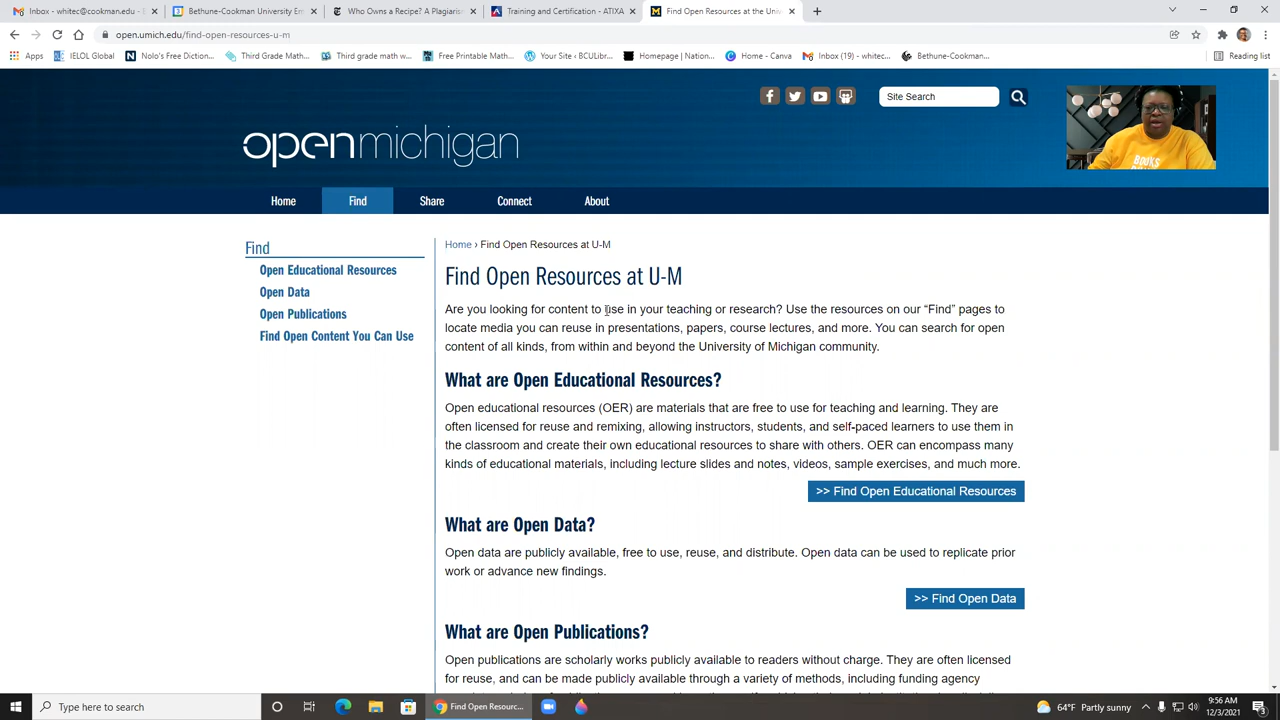 Inbox - whitec@cookman.edu - B
Bethune-Cookman University Em
Who Owns a Recipe? A Plagiaris
Training and Certification - ATIXA
Find Open Resources at the Univ
open.umich.edu/find-open-resources-u-m
Apps
IELOL Global
Nolo's Free Diction...
Third Grade Math...
Third grade math w...
Free Printable Math...
Your Site ‹ BCULibr...
Homepage | Nation...
Home - Canva
Inbox (19) - whitec...
Bethune-Cookman...
Reading list
Site Search
openmichigan
BOOKS
Home
Find
Share
Connect
About
Find
Open Educational Resources
Open Data
Open Publications
Find Open Content You Can Use
Home › Find Open Resources at U-M
Find Open Resources at U-M
Are you looking for content to use in your teaching or research? Use the resources on our “Find” pages to
locate media you can reuse in presentations, papers, course lectures, and more. You can search for open
content of all kinds, from within and beyond the University of Michigan community.
What are Open Educational Resources?
Open educational resources (OER) are materials that are free to use for teaching and learning. They are
often licensed for reuse and remixing, allowing instructors, students, and self-paced learners to use them in
the classroom and create their own educational resources to share with others. OER can encompass many
kinds of educational materials, including lecture slides and notes, videos, sample exercises, and much more.
>> Find Open Educational Resources
What are Open Data?
Open data are publicly available, free to use, reuse, and distribute. Open data can be used to replicate prior
work or advance new findings.
>> Find Open Data
What are Open Publications?
Open publications are scholarly works publicly available to readers without charge. They are often licensed
for reuse, and can be made publicly available through a variety of methods, including funding agency
Type here to search
Find Open Resourc...
64°F Partly sunny
9:56 AM
12/3/2021